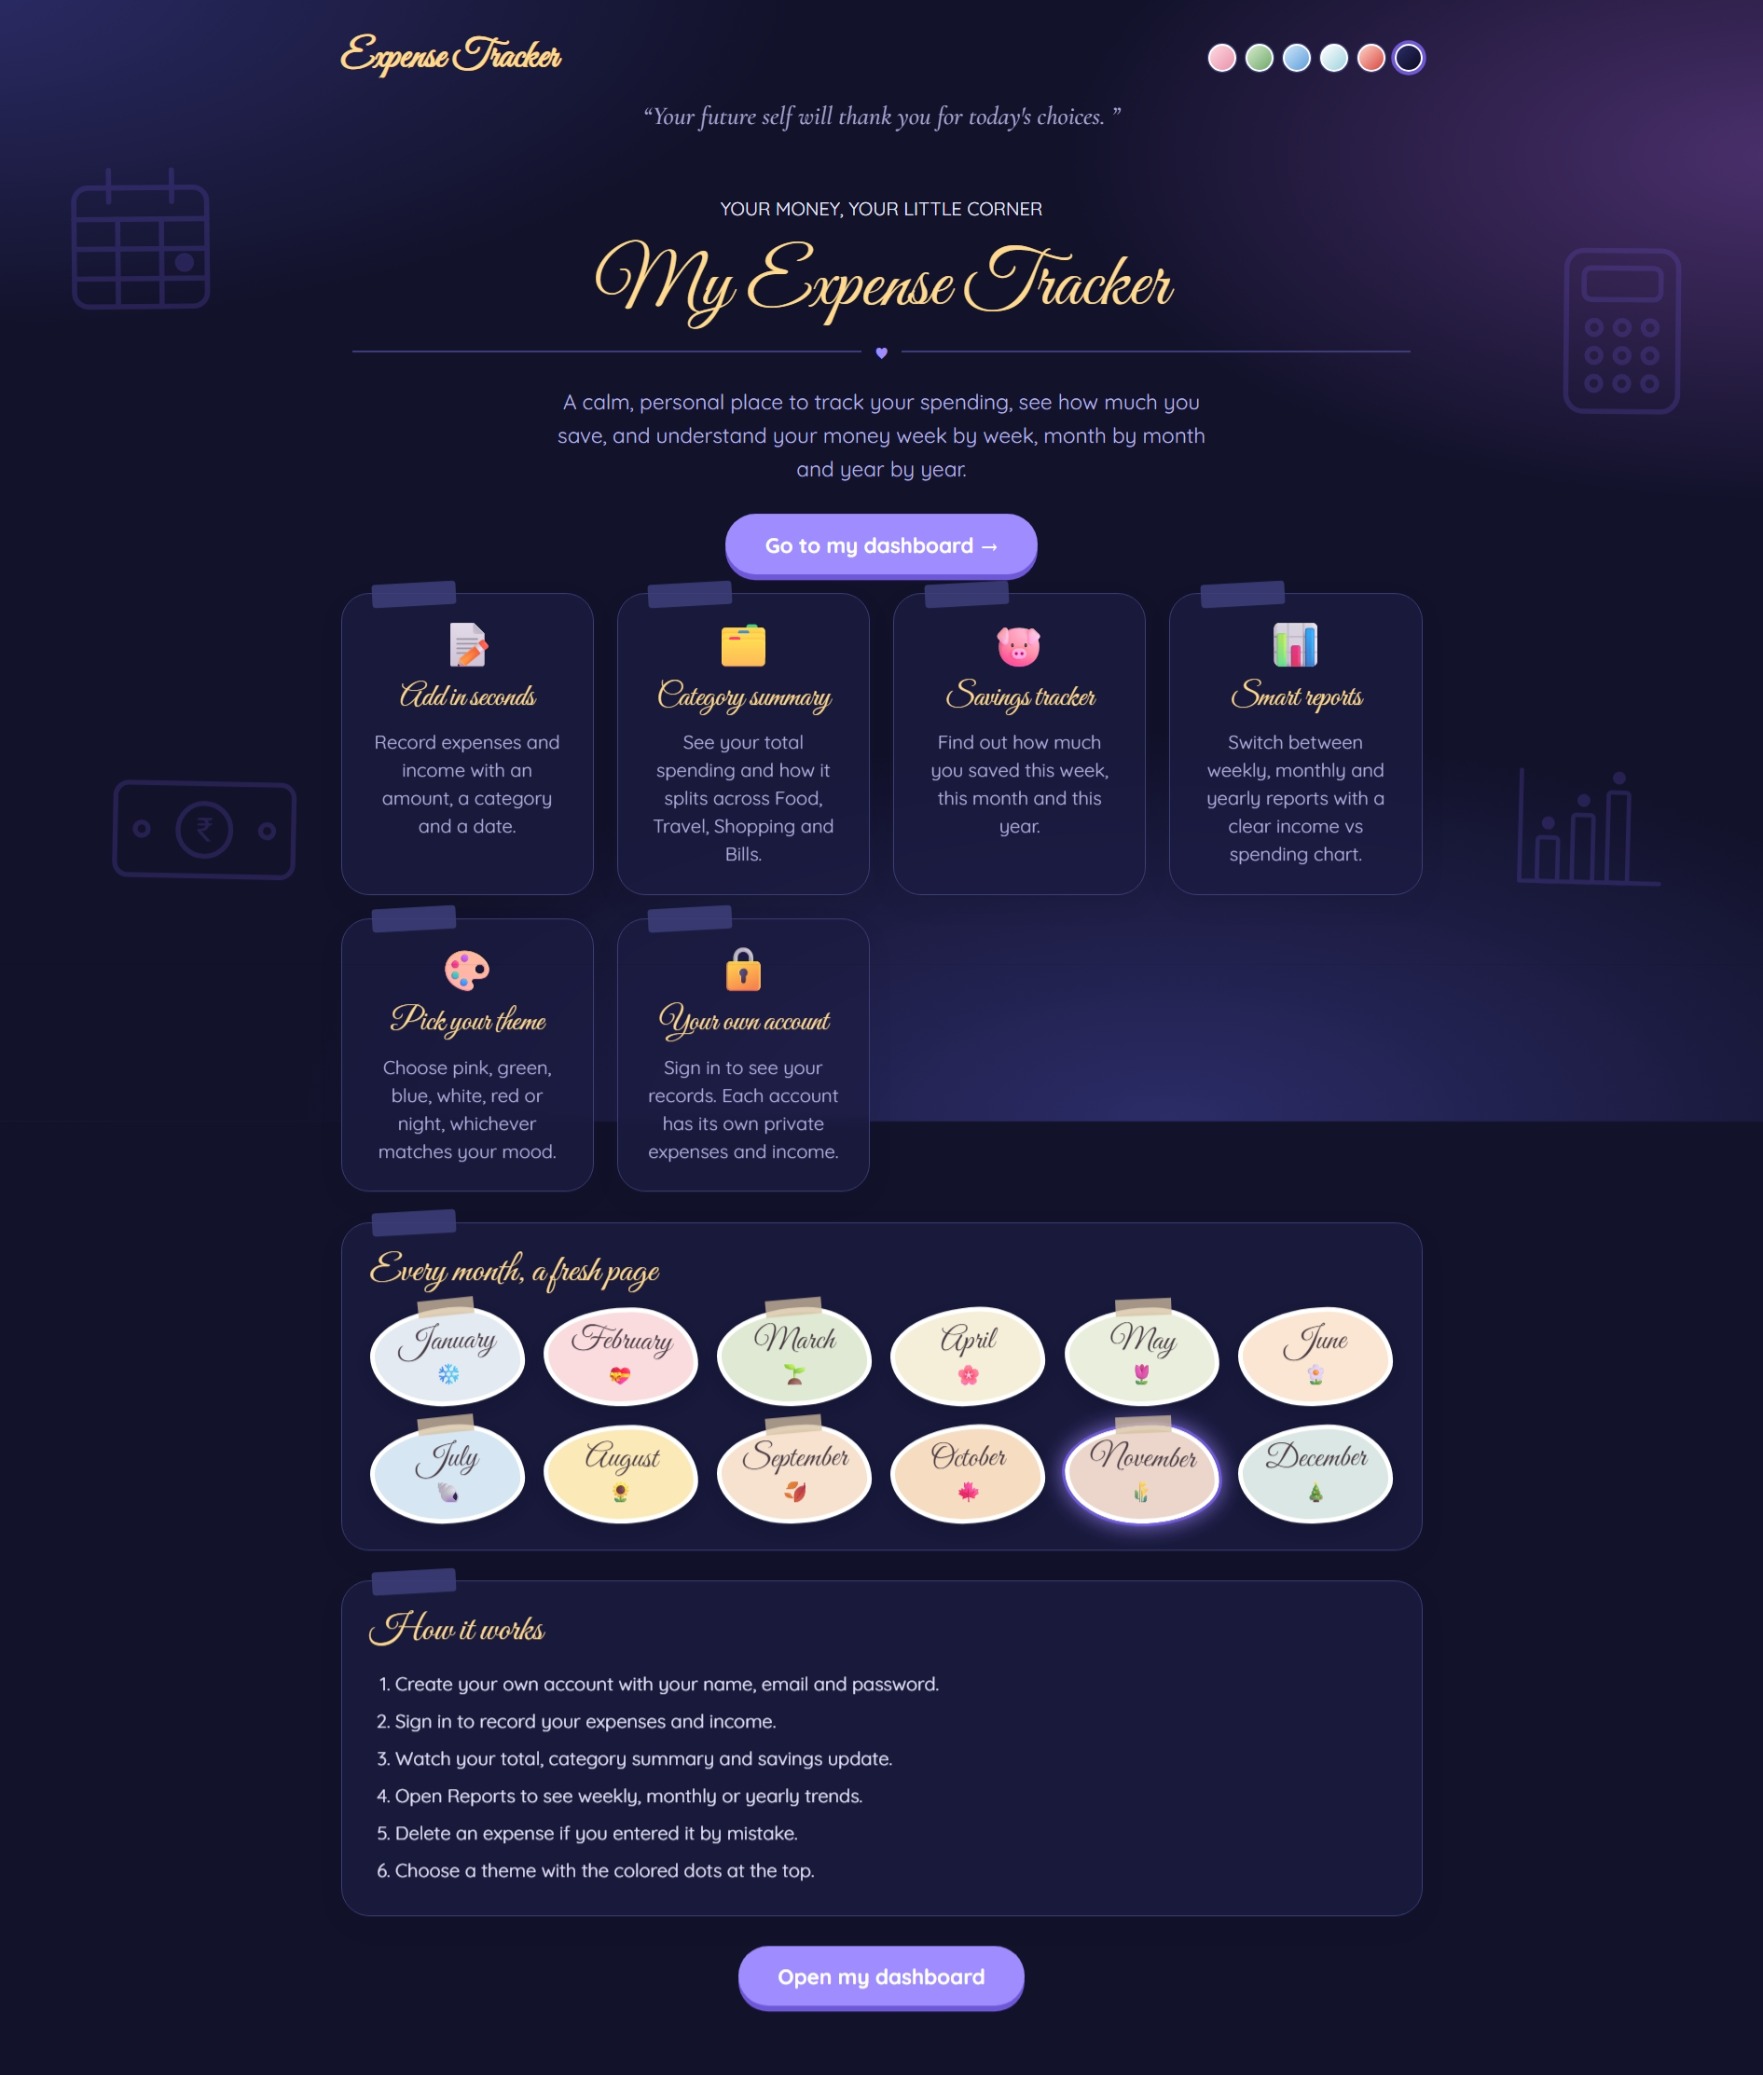 Expense Tracker
“Your future self will thank you for today's choices. ”
YOUR MONEY, YOUR LITTLE CORNER
My Expense Tracker
A calm, personal place to track your spending, see how much you
save, and understand your money week by week, month by month
and year by year.
Go to my dashboard →
Add in seconds
Record expenses and
income with an
amount, a category
and a date.
Category summary
See your total
spending and how it
splits across Food,
Travel, Shopping and
Bills.
Savings tracker
Find out how much
you saved this week,
this month and this
year.
Smart reports
Switch between
weekly, monthly and
yearly reports with a
clear income vs
spending chart.
₹
Pick your theme
Choose pink, green,
blue, white, red or
night, whichever
matches your mood.
Your own account
Sign in to see your
records. Each account
has its own private
expenses and income.
Every month, a fresh page
January
February
March
April
May
June
July
August
September
October
November
December
How it works
1. Create your own account with your name, email and password.
2. Sign in to record your expenses and income.
3. Watch your total, category summary and savings update.
4. Open Reports to see weekly, monthly or yearly trends.
5. Delete an expense if you entered it by mistake.
6. Choose a theme with the colored dots at the top.
Open my dashboard